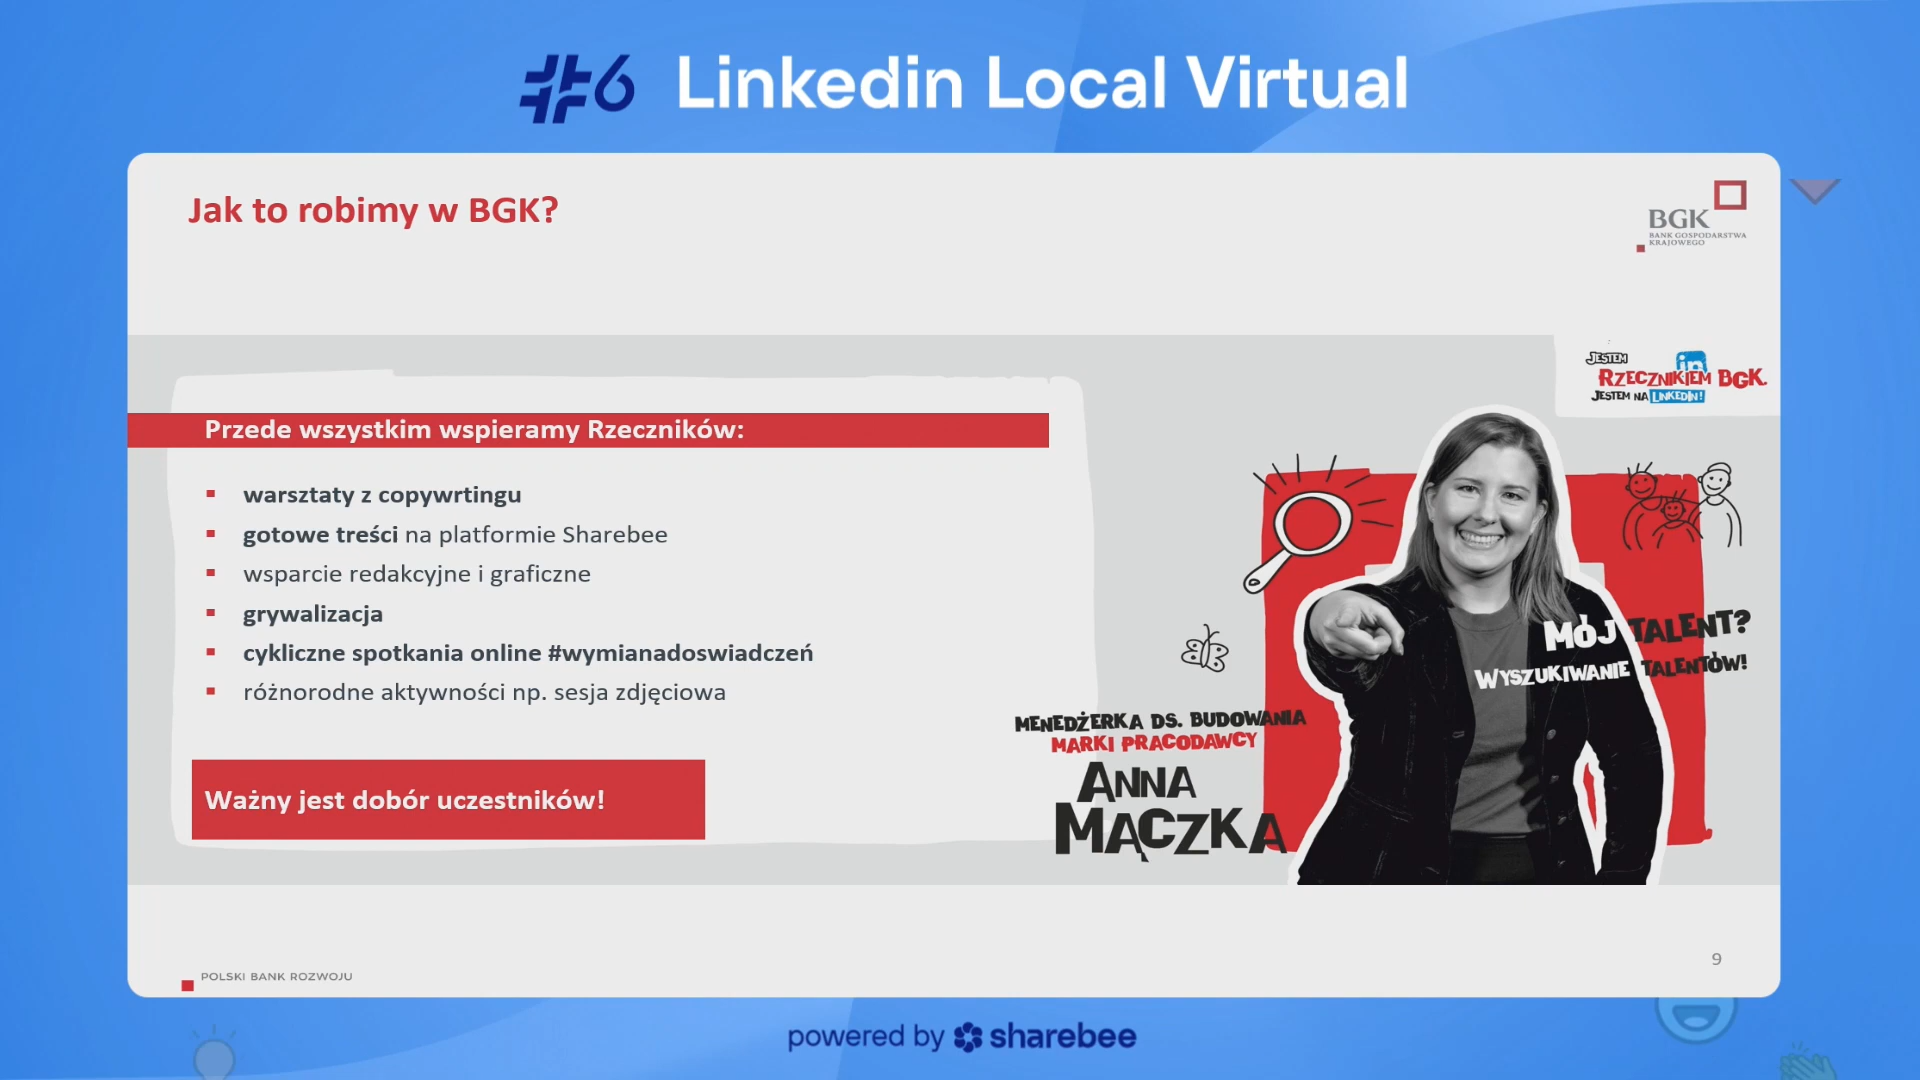 #6 Linkedin Local Virtual
Jak to robimy w BGK?
BGK
BANK GOSPODARSTWA
KRAJOWEGO
JESTEM in
RZECZNIKIEM BGK.
JESTEM NA LINKEDIN!
Przede wszystkim wspieramy Rzeczników:
▪ warsztaty z copywrtingu
▪ gotowe treści na platformie Sharebee
▪ wsparcie redakcyjne i graficzne
▪ grywalizacja
▪ cykliczne spotkania online #wymianadoswiadczeń
▪ różnorodne aktywności np. sesja zdjęciowa
Ważny jest dobór uczestników!
MÓJ TALENT?
WYSZUKIWANIE TALENTÓW!
MENEDŻERKA DS. BUDOWANIA
MARKI PRACODAWCY
ANNA
MĄCZKA
POLSKI BANK ROZWOJU
9
powered by sharebee